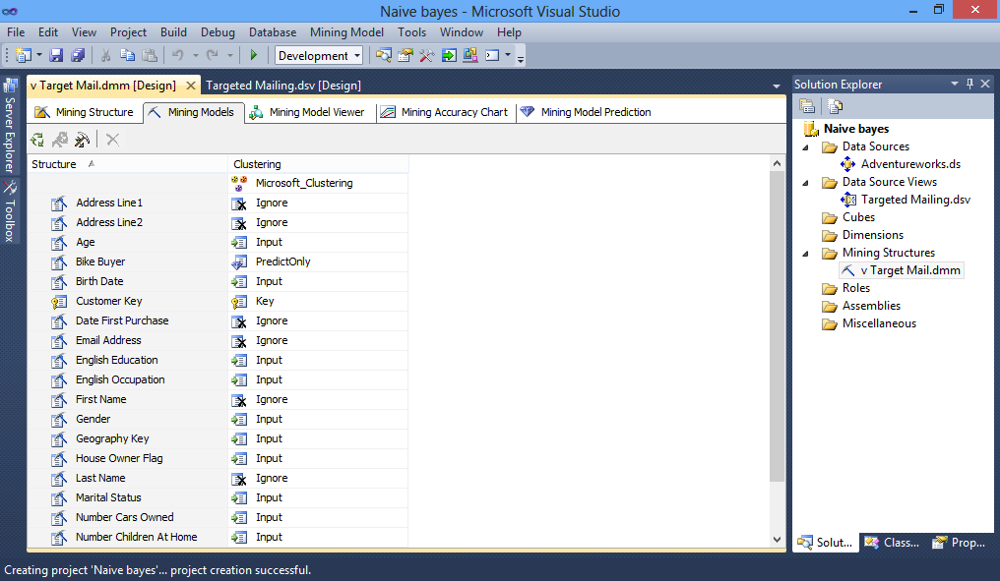 Naive bayes - Microsoft Visual Studio
File Edit View Project Build Debug Database Mining Model Tools Window Help
Development
Server Explorer
Toolbox
v Target Mail.dmm [Design] Targeted Mailing.dsv [Design]
Mining Structure Mining Models Mining Model Viewer Mining Accuracy Chart Mining Model Prediction
Structure Clustering
Microsoft_Clustering
Address Line1 Ignore
Address Line2 Ignore
Age Input
Bike Buyer PredictOnly
Birth Date Input
Customer Key Key
Date First Purchase Ignore
Email Address Ignore
English Education Input
English Occupation Input
First Name Ignore
Gender Input
Geography Key Input
House Owner Flag Input
Last Name Ignore
Marital Status Input
Number Cars Owned Input
Number Children At Home Input
Solution Explorer
Naive bayes
Data Sources
Adventureworks.ds
Data Source Views
Targeted Mailing.dsv
Cubes
Dimensions
Mining Structures
v Target Mail.dmm
Roles
Assemblies
Miscellaneous
Solut... Class... Prop...
Creating project 'Naive bayes'... project creation successful.